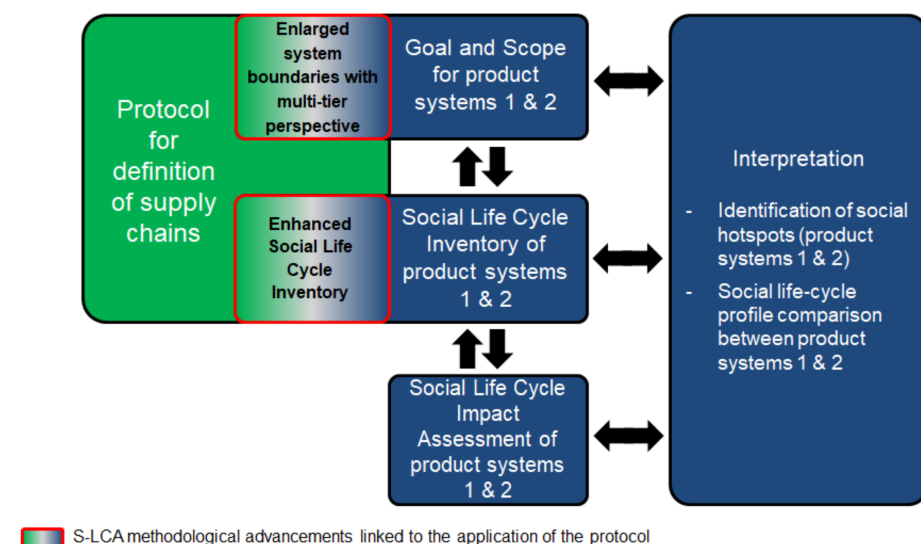 Protocol
for
definition
of supply
chains
Enlarged
system
boundaries with
multi-tier
perspective
Goal and Scope
for product
systems 1 & 2
Enhanced
Social Life
Cycle
Inventory
Social Life Cycle
Inventory of
product systems
1 & 2
Social Life Cycle
Impact
Assessment of
product systems
1 & 2
Interpretation
- Identification of social
hotspots (product
systems 1 & 2)
- Social life-cycle
profile comparison
between product
systems 1 & 2
S-LCA methodological advancements linked to the application of the protocol